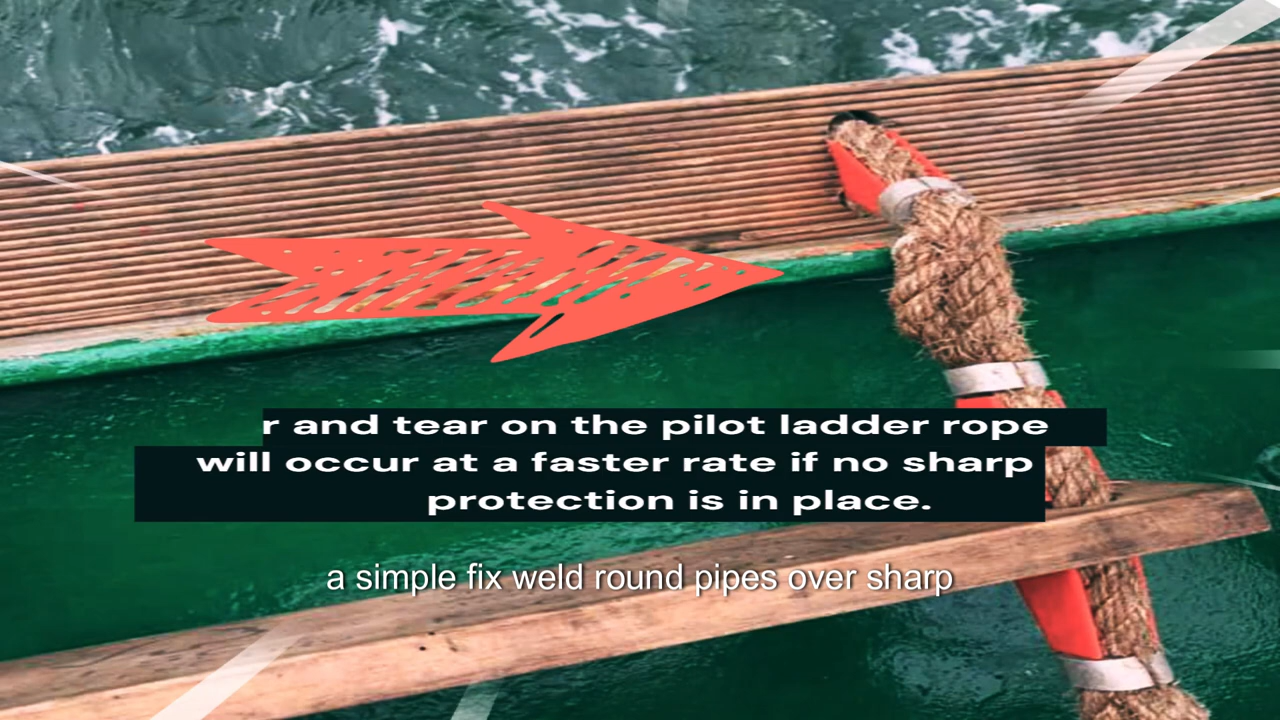 r and tear on the pilot ladder rope
will occur at a faster rate if no sharp
protection is in place.
a simple fix weld round pipes over sharp